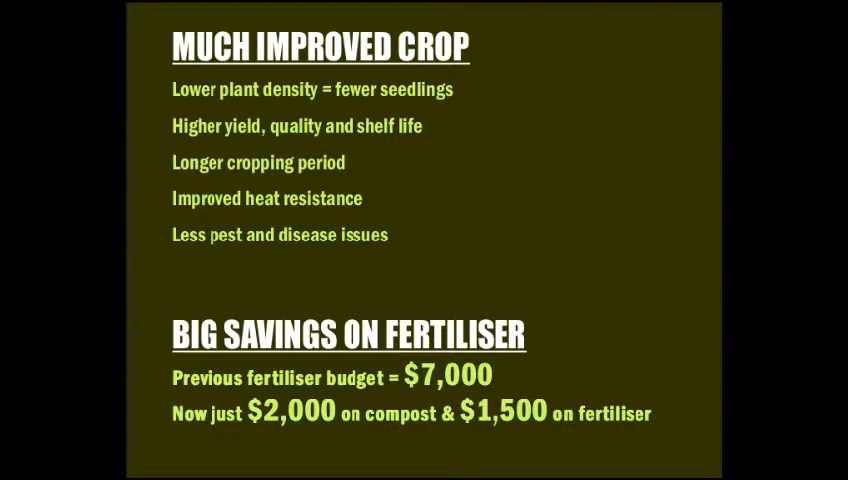 MUCH IMPROVED CROP
Lower plant density = fewer seedlings
Higher yield, quality and shelf life
Longer cropping period
Improved heat resistance
Less pest and disease issues
BIG SAVINGS ON FERTILISER
Previous fertiliser budget = $7,000
Now just $2,000 on compost & $1,500 on fertiliser